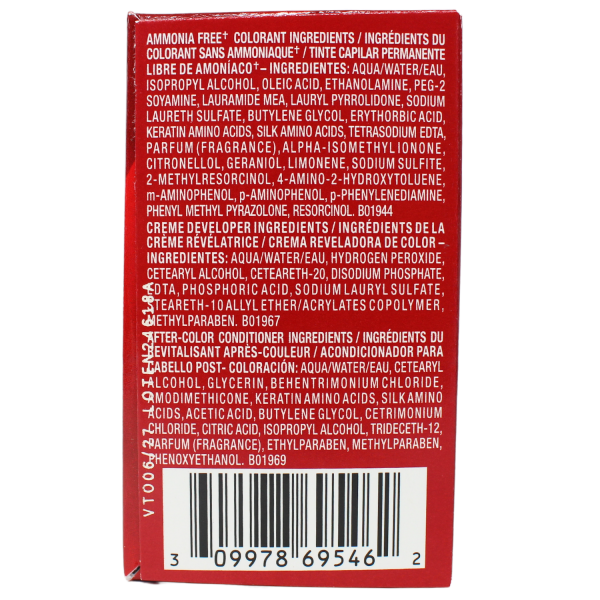 AMMONIA FREE† COLORANT INGREDIENTS / INGRÉDIENTS DU
COLORANT SANS AMMONIAQUE† / TINTE CAPILAR PERMANENTE
LIBRE DE AMONÍACO† – INGREDIENTES: AQUA/WATER/EAU,
ISOPROPYL ALCOHOL, OLEIC ACID, ETHANOLAMINE, PEG-2
SOYAMINE, LAURAMIDE MEA, LAURYL PYRROLIDONE, SODIUM
LAURETH SULFATE, BUTYLENE GLYCOL, ERYTHORBIC ACID,
KERATIN AMINO ACIDS, SILK AMINO ACIDS, TETRASODIUM EDTA,
PARFUM (FRAGRANCE), ALPHA-ISOMETHYL IONONE,
CITRONELLOL, GERANIOL, LIMONENE, SODIUM SULFITE,
2-METHYLRESORCINOL, 4-AMINO-2-HYDROXYTOLUENE,
m-AMINOPHENOL, p-AMINOPHENOL, p-PHENYLENEDIAMINE,
PHENYL METHYL PYRAZOLONE, RESORCINOL. B01944
CREME DEVELOPER INGREDIENTS / INGRÉDIENTS DE LA
CRÈME RÉVÉLATRICE / CREMA REVELADORA DE COLOR –
INGREDIENTES: AQUA/WATER/EAU, HYDROGEN PEROXIDE,
CETEARYL ALCOHOL, CETEARETH-20, DISODIUM PHOSPHATE,
EDTA, PHOSPHORIC ACID, SODIUM LAURYL SULFATE,
STEARETH-10 ALLYL ETHER/ACRYLATES COPOLYMER,
METHYLPARABEN. B01967
AFTER-COLOR CONDITIONER INGREDIENTS / INGRÉDIENTS DU
REVITALISANT APRÈS-COULEUR / ACONDICIONADOR PARA
CABELLO POST- COLORACIÓN: AQUA/WATER/EAU, CETEARYL
ALCOHOL, GLYCERIN, BEHENTRIMONIUM CHLORIDE,
AMODIMETHICONE, KERATIN AMINO ACIDS, SILK AMINO
ACIDS, ACETIC ACID, BUTYLENE GLYCOL, CETRIMONIUM
CHLORIDE, CITRIC ACID, ISOPROPYL ALCOHOL, TRIDECETH-12,
PARFUM (FRAGRANCE), ETHYLPARABEN, METHYLPARABEN,
PHENOXYETHANOL. B01969
3 09978 69546 2